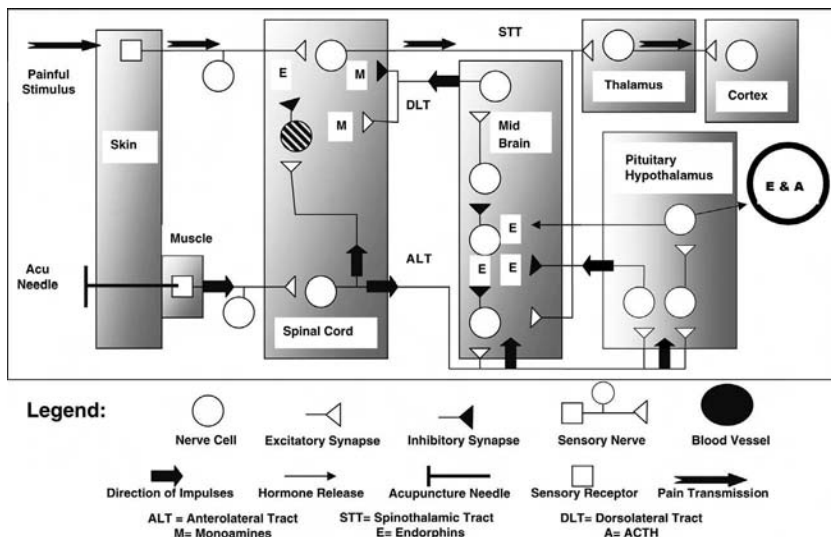 STT
Painful
Stimulus
E
M
Thalamus
Cortex
DLT
M
Mid
Brain
Skin
Pituitary
Hypothalamus
E & A
E
Muscle
ALT
E
E
Acu
Needle
Spinal Cord
Legend:
Nerve Cell
Excitatory Synapse
Inhibitory Synapse
Sensory Nerve
Blood Vessel
Direction of Impulses
Hormone Release
Acupuncture Needle
Sensory Receptor
Pain Transmission
ALT = Anterolateral Tract
STT= Spinothalamic Tract
DLT= Dorsolateral Tract
M= Monoamines
E= Endorphins
A= ACTH